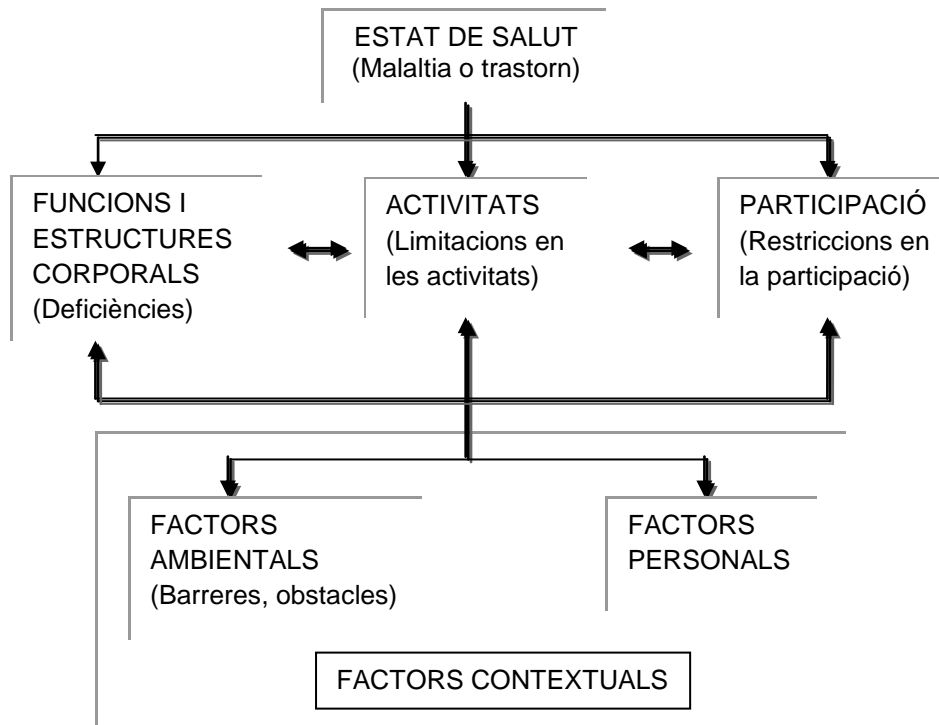 ESTAT DE SALUT
(Malaltia o trastorn)
FUNCIONS I
ESTRUCTURES
CORPORALS
(Deficiències)
ACTIVITATS
(Limitacions en
les activitats)
PARTICIPACIÓ
(Restriccions en
la participació)
FACTORS
AMBIENTALS
(Barreres, obstacles)
FACTORS
PERSONALS
FACTORS CONTEXTUALS